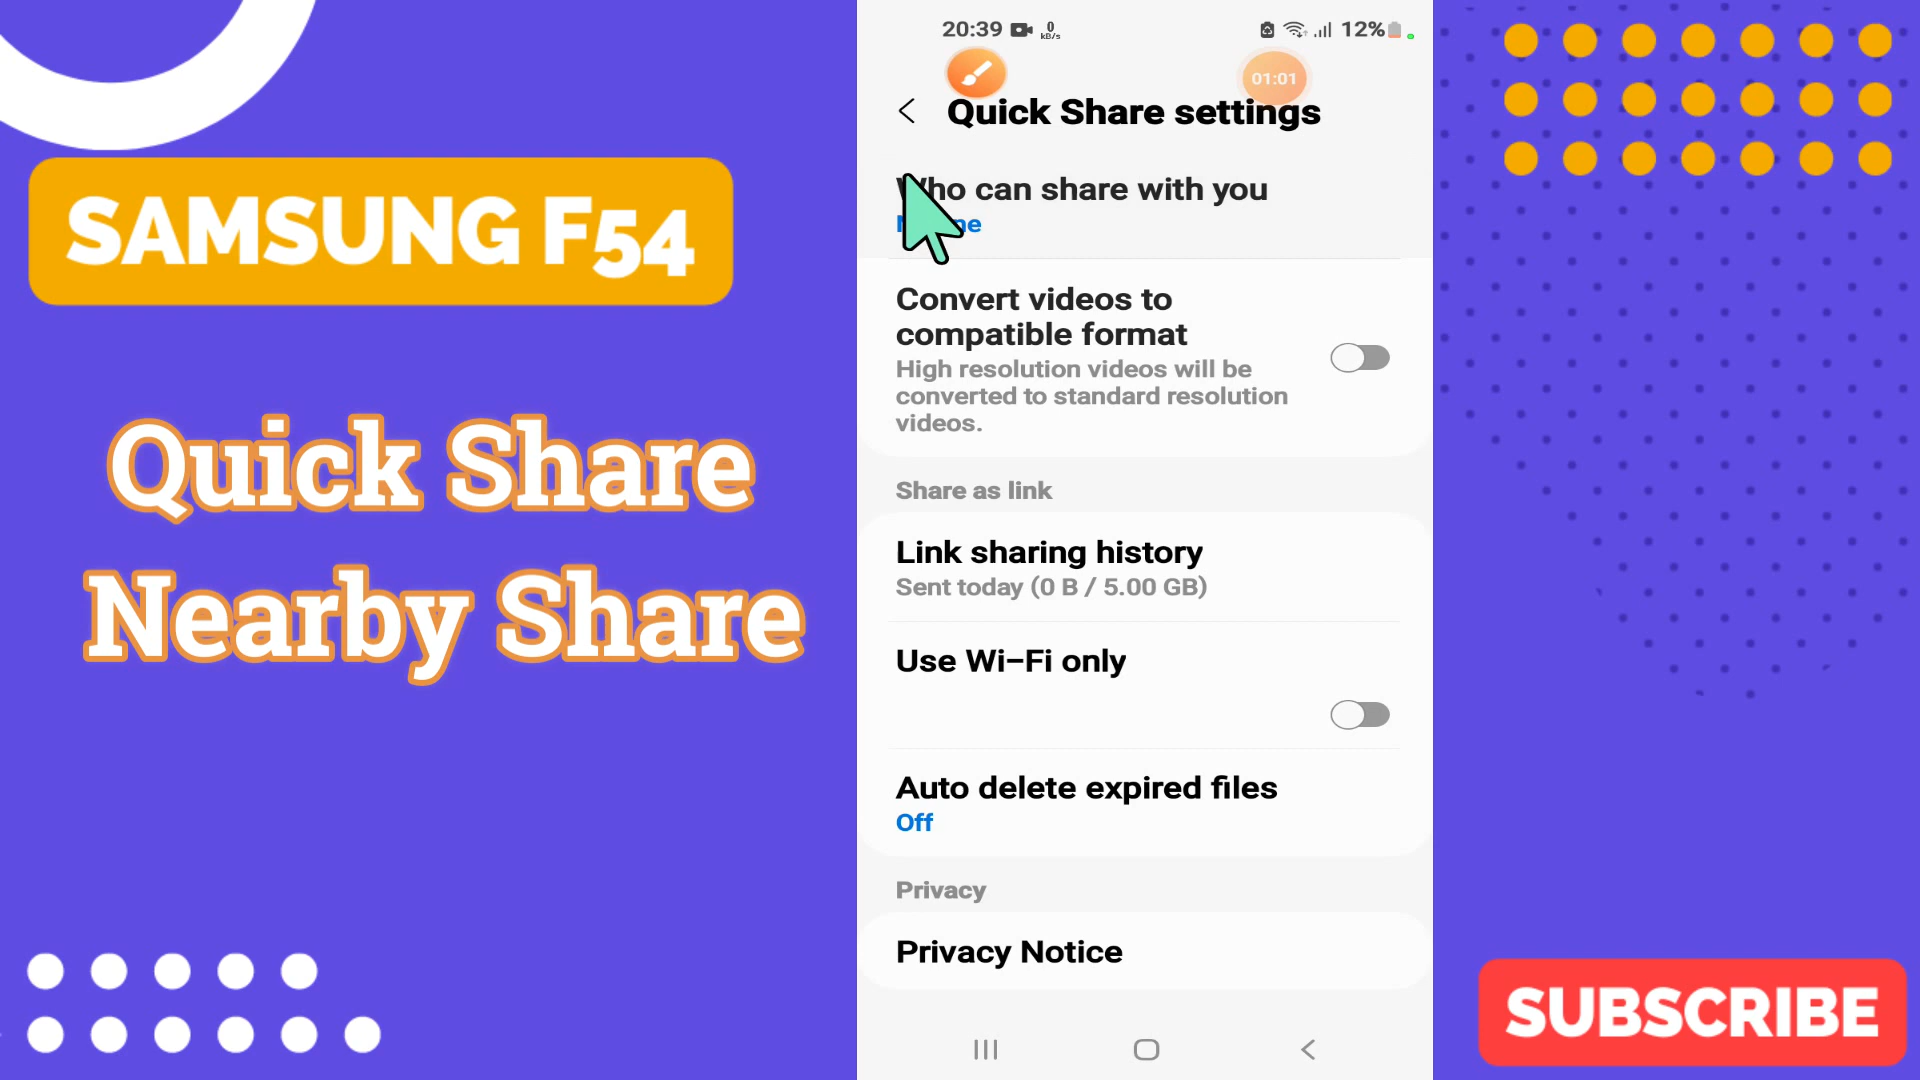 SAMSUNG F54
Quick Share
Nearby Share
20:39
0
kB/s
12%
01:01
Quick Share settings
Who can share with you
Convert videos to
compatible format
High resolution videos will be
converted to standard resolution
videos.
Share as link
Link sharing history
Sent today (0 B / 5.00 GB)
Use Wi-Fi only
Auto delete expired files
Off
Privacy
Privacy Notice
SUBSCRIBE